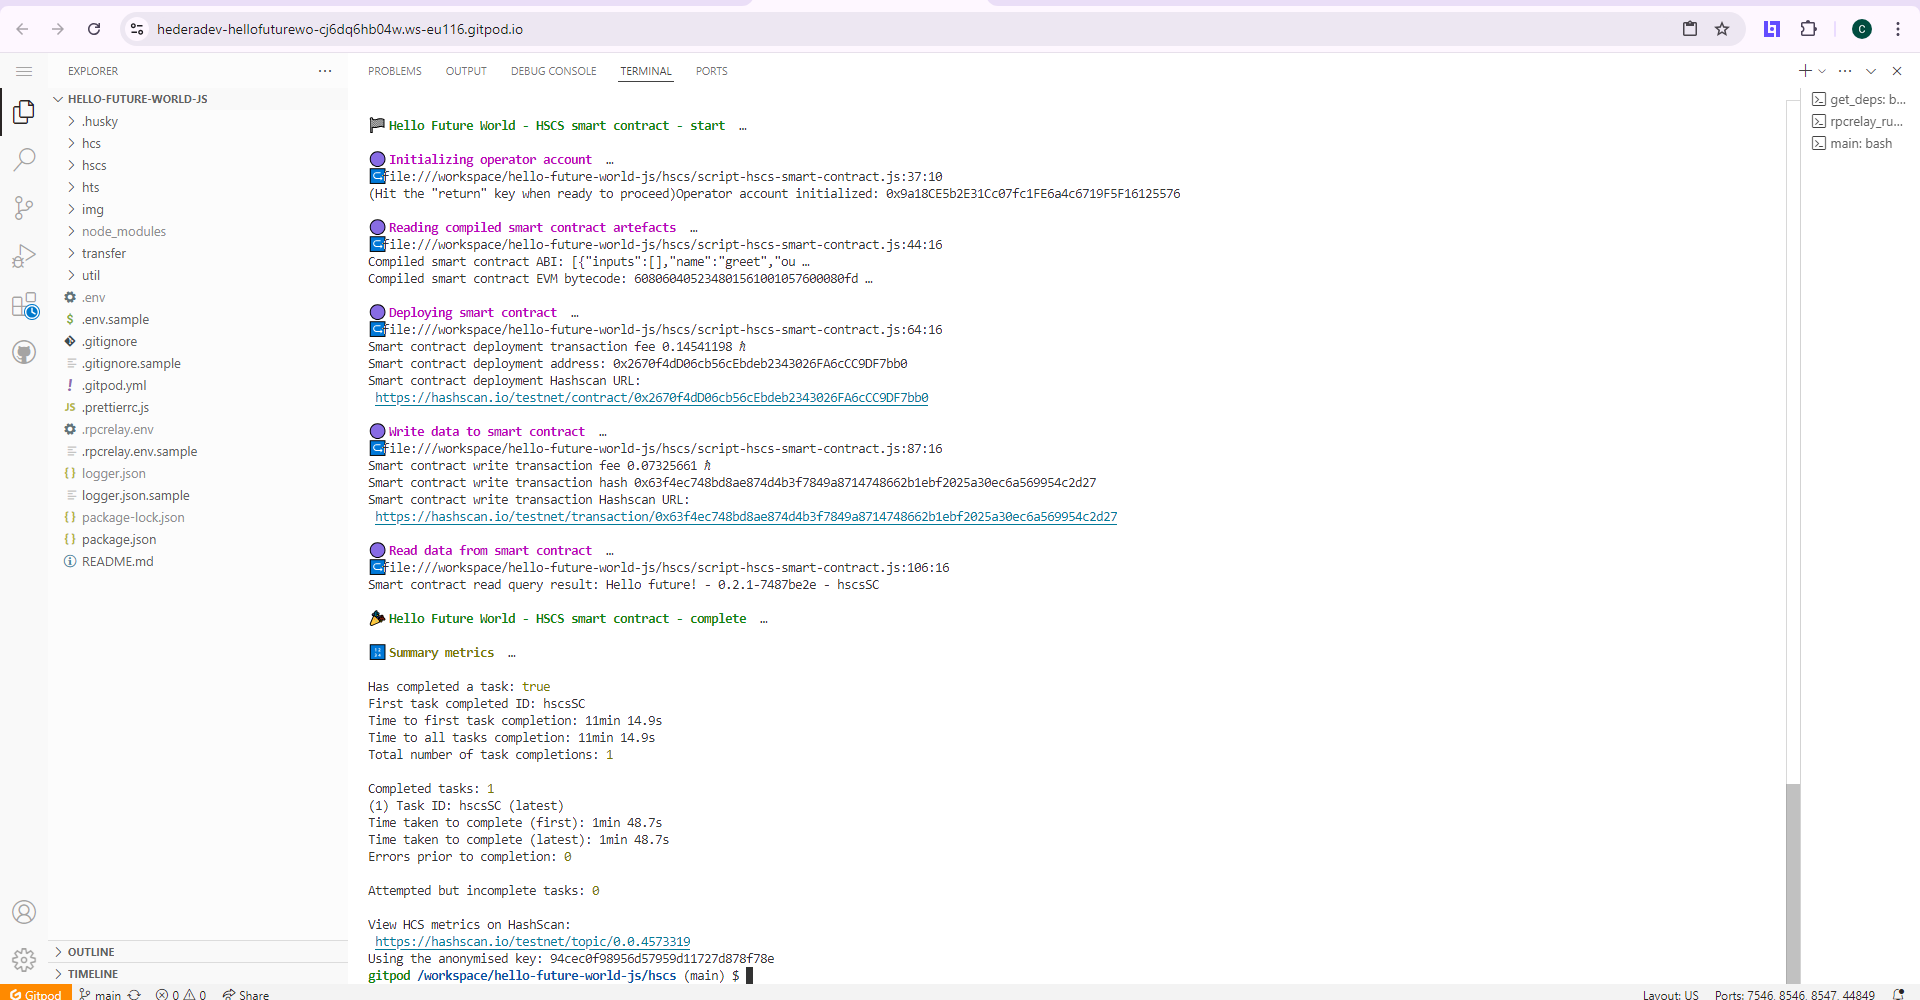 hederadev-hellofuturewo-cj6dq6hb04w.ws-eu116.gitpod.io
C
EXPLORER
HELLO-FUTURE-WORLD-JS
.husky
hcs
hscs
hts
img
node_modules
transfer
util
.env
$ .env.sample
.gitignore
.gitignore.sample
! .gitpod.yml
JS .prettierrc.js
.rpcrelay.env
.rpcrelay.env.sample
{} logger.json
logger.json.sample
{} package-lock.json
{} package.json
README.md
OUTLINE
TIMELINE
PROBLEMS OUTPUT DEBUG CONSOLE TERMINAL PORTS
Hello Future World - HSCS smart contract - start …
Initializing operator account …
file:///workspace/hello-future-world-js/hscs/script-hscs-smart-contract.js:37:10
(Hit the "return" key when ready to proceed)Operator account initialized: 0x9a18CE5b2E31Cc07fc1FE6a4c6719F5F16125576
Reading compiled smart contract artefacts …
file:///workspace/hello-future-world-js/hscs/script-hscs-smart-contract.js:44:16
Compiled smart contract ABI: [{"inputs":[],"name":"greet","ou …
Compiled smart contract EVM bytecode: 608060405234801561001057600080fd …
Deploying smart contract …
file:///workspace/hello-future-world-js/hscs/script-hscs-smart-contract.js:64:16
Smart contract deployment transaction fee 0.14541198 ℏ
Smart contract deployment address: 0x2670f4dD06cb56cEbdeb2343026FA6cCC9DF7bb0
Smart contract deployment Hashscan URL:
https://hashscan.io/testnet/contract/0x2670f4dD06cb56cEbdeb2343026FA6cCC9DF7bb0
Write data to smart contract …
file:///workspace/hello-future-world-js/hscs/script-hscs-smart-contract.js:87:16
Smart contract write transaction fee 0.07325661 ℏ
Smart contract write transaction hash 0x63f4ec748bd8ae874d4b3f7849a8714748662b1ebf2025a30ec6a569954c2d27
Smart contract write transaction Hashscan URL:
https://hashscan.io/testnet/transaction/0x63f4ec748bd8ae874d4b3f7849a8714748662b1ebf2025a30ec6a569954c2d27
Read data from smart contract …
file:///workspace/hello-future-world-js/hscs/script-hscs-smart-contract.js:106:16
Smart contract read query result: Hello future! - 0.2.1-7487be2e - hscsSC
Hello Future World - HSCS smart contract - complete …
Summary metrics …
Has completed a task: true
First task completed ID: hscsSC
Time to first task completion: 11min 14.9s
Time to all tasks completion: 11min 14.9s
Total number of task completions: 1
Completed tasks: 1
(1) Task ID: hscsSC (latest)
Time taken to complete (first): 1min 48.7s
Time taken to complete (latest): 1min 48.7s
Errors prior to completion: 0
Attempted but incomplete tasks: 0
View HCS metrics on HashScan:
https://hashscan.io/testnet/topic/0.0.4573319
Using the anonymised key: 94cec0f98956d57959d11727d878f78e
gitpod /workspace/hello-future-world-js/hscs (main) $
get_deps: b...
rpcrelay_ru...
main: bash
Gitpod main 0 0 Share
Layout: US Ports: 7546, 8546, 8547, 44849